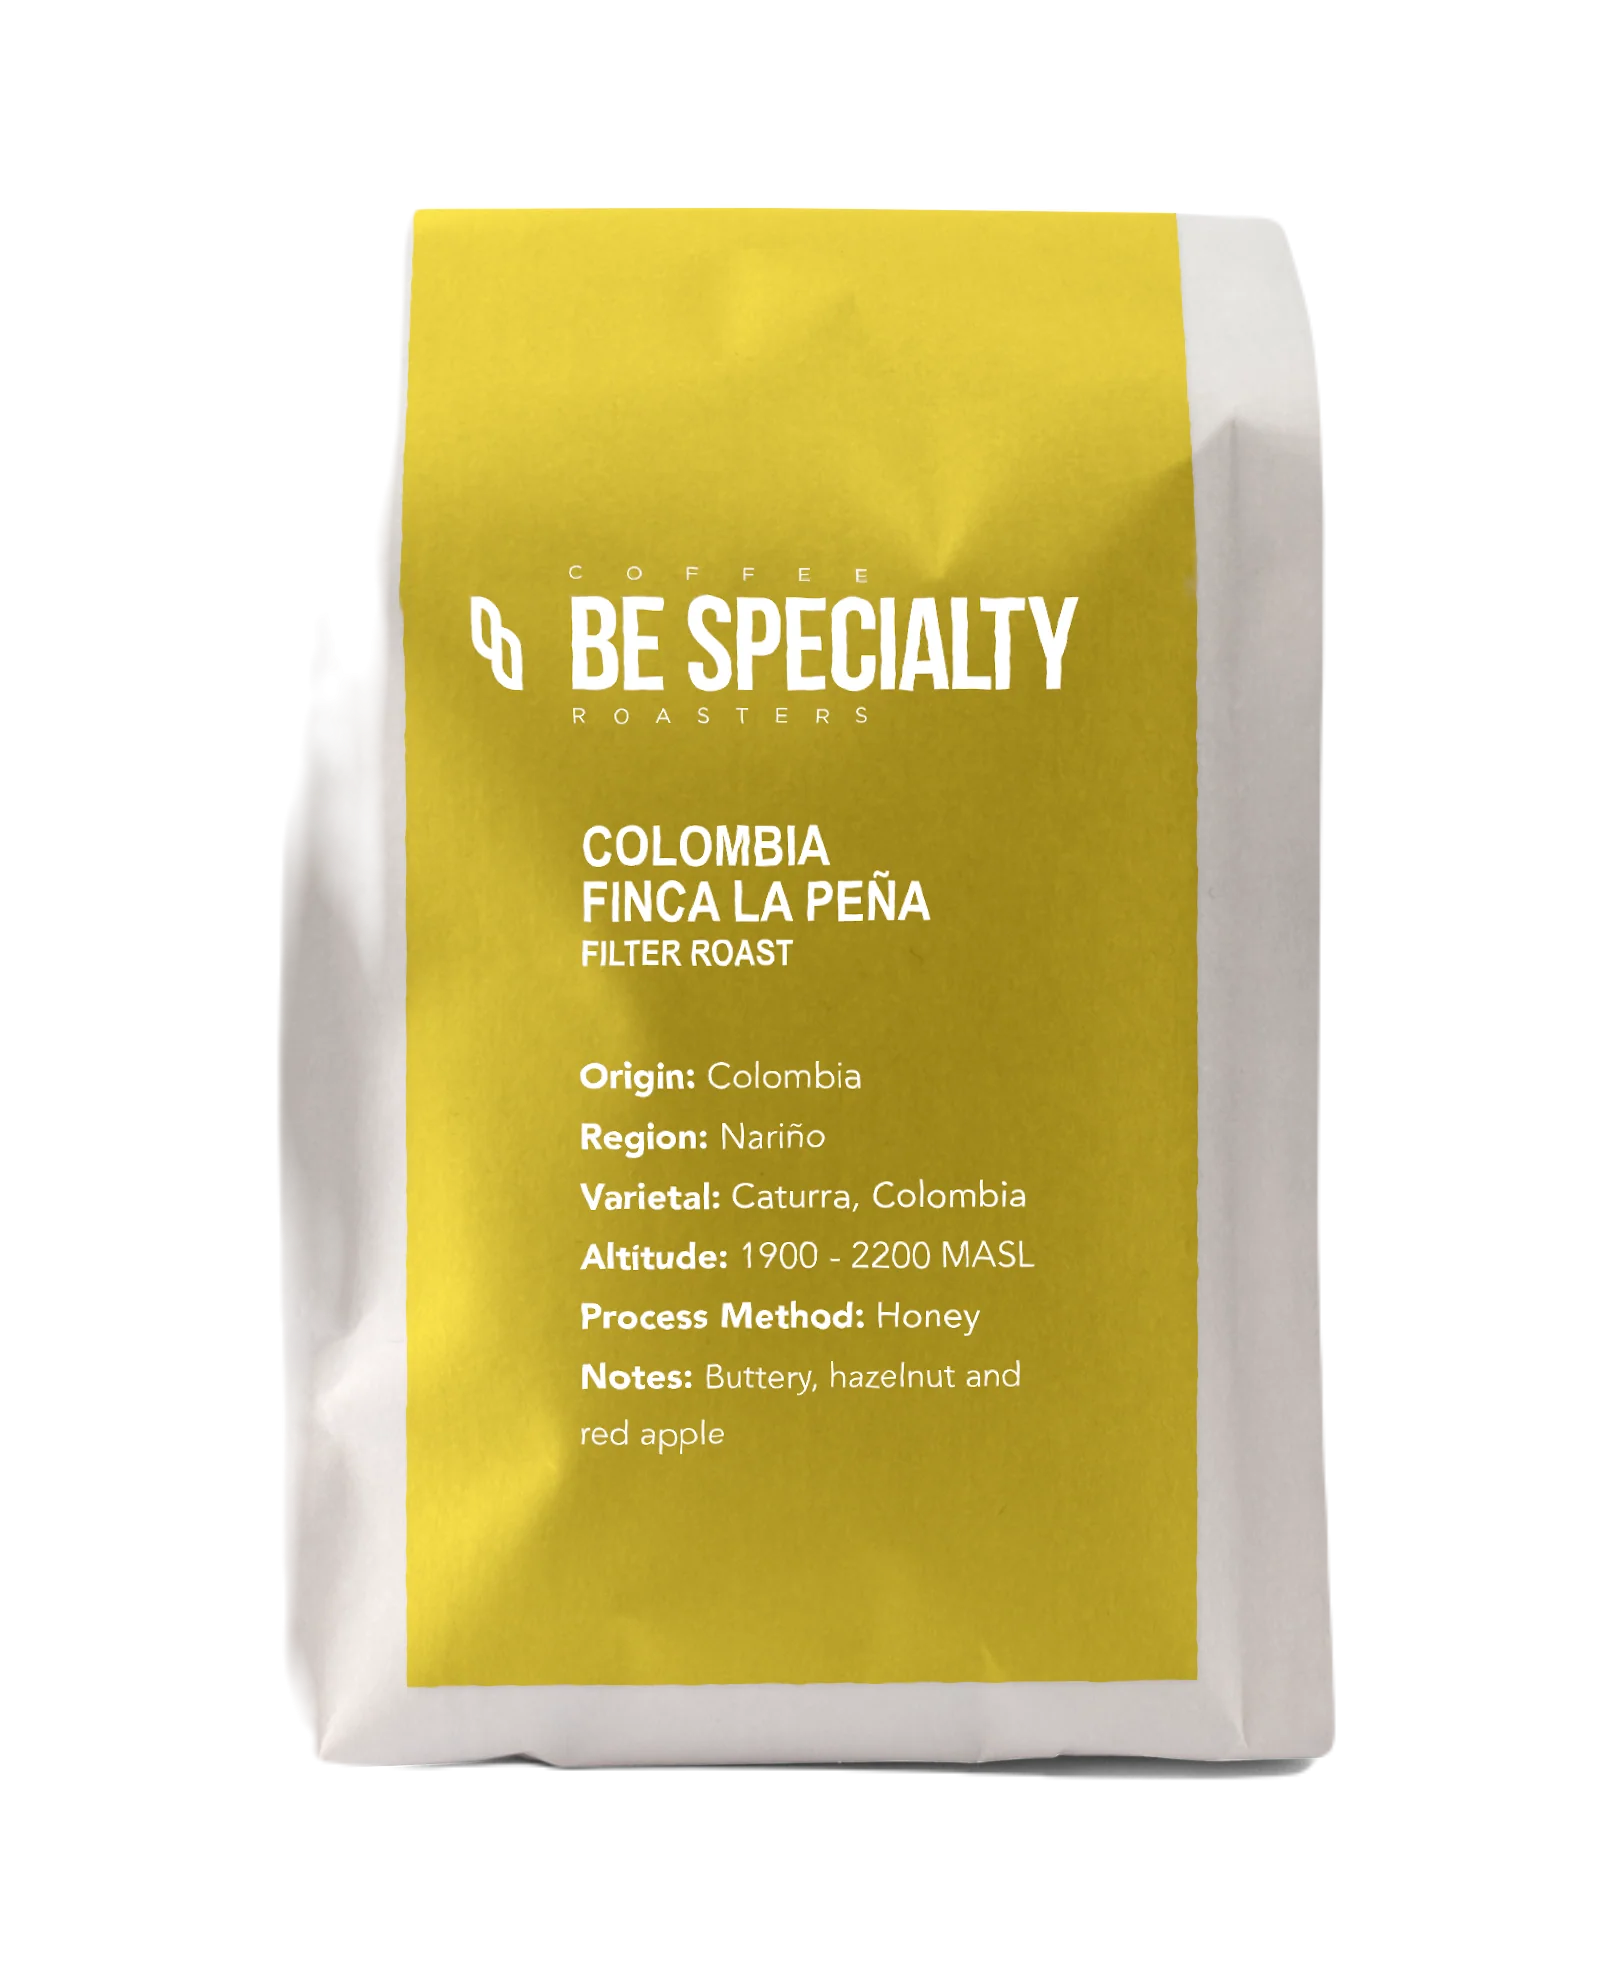 COFFEE
BE SPECIALTY
ROASTERS
COLOMBIA
FINCA LA PEÑA
FILTER ROAST
Origin: Colombia
Region: Nariño
Varietal: Caturra, Colombia
Altitude: 1900 - 2200 MASL
Process Method: Honey
Notes: Buttery, hazelnut and
red apple